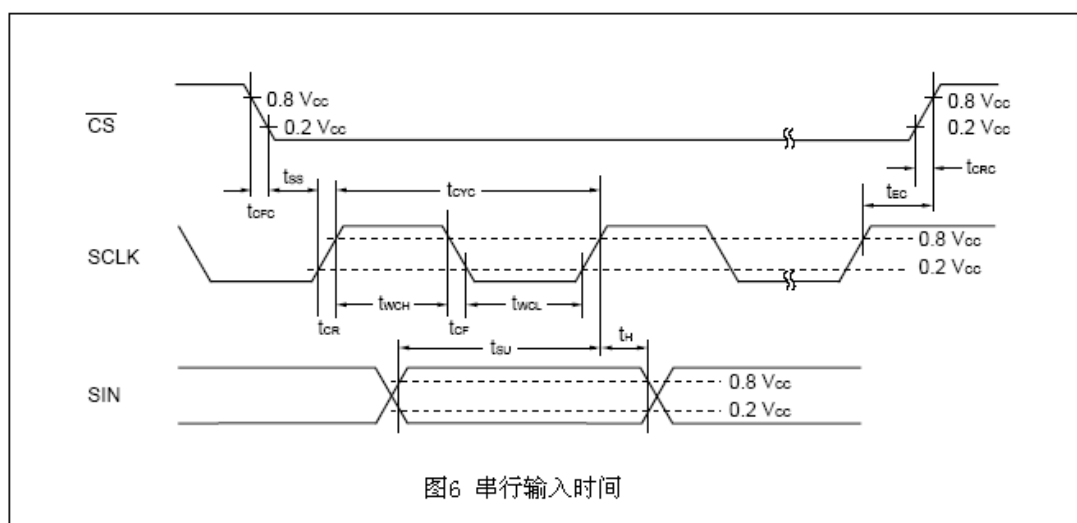 0.8 Vcc
0.8 Vcc
CS
0.2 Vcc
0.2 Vcc
tss
tCYC
tCRC
tEC
tCFC
0.8 Vcc
SCLK
0.2 Vcc
tWCH
tWCL
tCR
tCF
tSU
tH
0.8 Vcc
SIN
0.2 Vcc
图6 串行输入时间